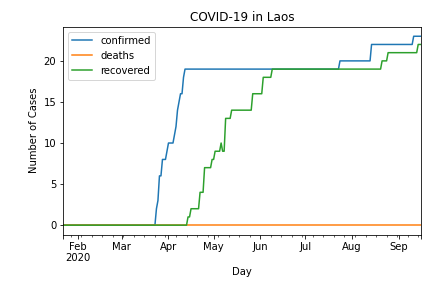 COVID-19 in Laos
confirmed
deaths
recovered
Number of Cases
20
15
10
5
0
Feb Mar Apr May Jun Jul Aug Sep
2020
Day